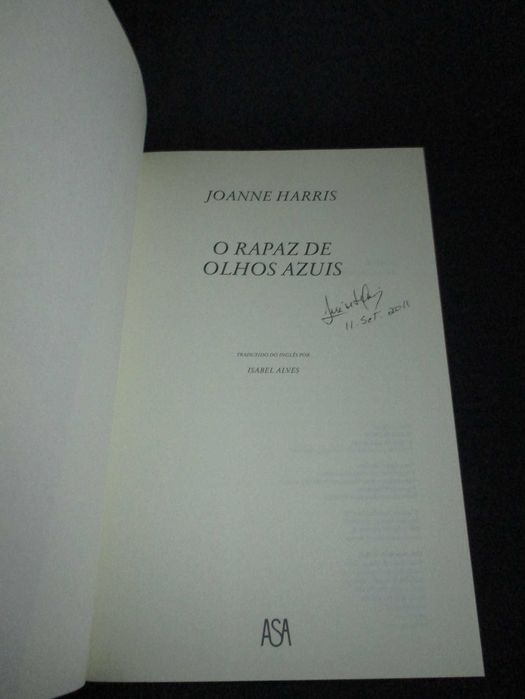 JOANNE HARRIS
O RAPAZ DE
OLHOS AZUIS
11. Set. 2011
TRADUZIDO DO INGLÊS POR
ISABEL ALVES
ASA